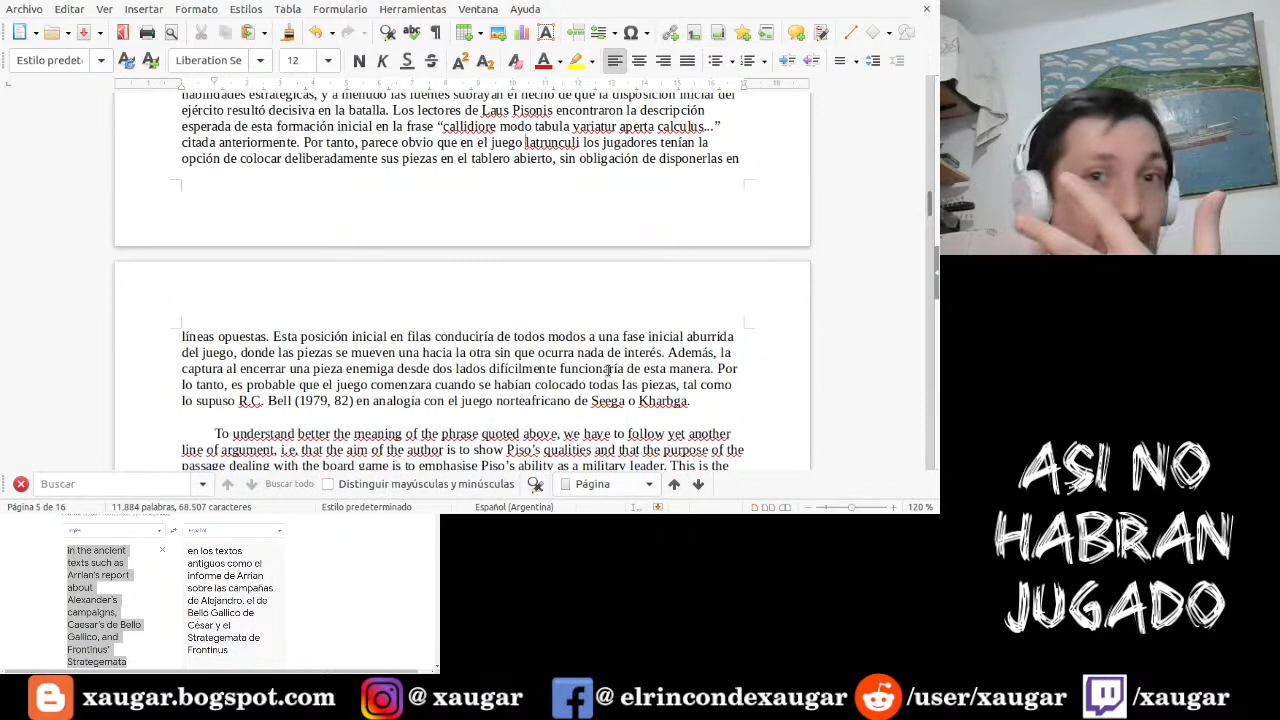 Archivo Editar Ver Insertar Formato Estilos Tabla Formulario Herramientas Ventana Ayuda
Estilo predet Liberation Se 12
habilidades estratégicas, y a menudo las fuentes subrayan el hecho de que la disposición inicial del
ejército resultó decisiva en la batalla. Los lectores de Laus Pisonis encontraron la descripción
esperada de esta formación inicial en la frase “callidiore modo tabula variatur aperta calculus...”
citada anteriormente. Por tanto, parece obvio que en el juego latrunculi los jugadores tenían la
opción de colocar deliberadamente sus piezas en el tablero abierto, sin obligación de disponerlas en
líneas opuestas. Esta posición inicial en filas conduciría de todos modos a una fase inicial aburrida
del juego, donde las piezas se mueven una hacia la otra sin que ocurra nada de interés. Además, la
captura al encerrar una pieza enemiga desde dos lados difícilmente funcionaría de esta manera. Por
lo tanto, es probable que el juego comenzara cuando se habían colocado todas las piezas, tal como
lo supuso R.C. Bell (1979, 82) en analogía con el juego norteafricano de Seega o Kharbga.
To understand better the meaning of the phrase quoted above, we have to follow yet another
line of argument, i.e. that the aim of the author is to show Piso’s qualities and that the purpose of the
passage dealing with the board game is to emphasise Piso’s ability as a military leader. This is the
Buscar Buscar todo Distinguir mayúsculas y minúsculas Página
Página 5 de 16 11.884 palabras, 68.507 caracteres Estilo predeterminado Español (Argentina) 120 %
Inglés Español
In the ancient
texts such as
Arrian's report
about
Alexander's
campaigns,
Caesar's de Bello
Gallico, and
Frontinus'
Strategemata
en los textos
antiguos como el
informe de Arrian
sobre las campañas
de Alejandro, el de
Bello Gallico de
César y el
Strategemata de
Frontinus
ASI NO
HABRAN
JUGADO
xaugar.bogspot.com @xaugar @elrincondexaugar /user/xaugar /xaugar